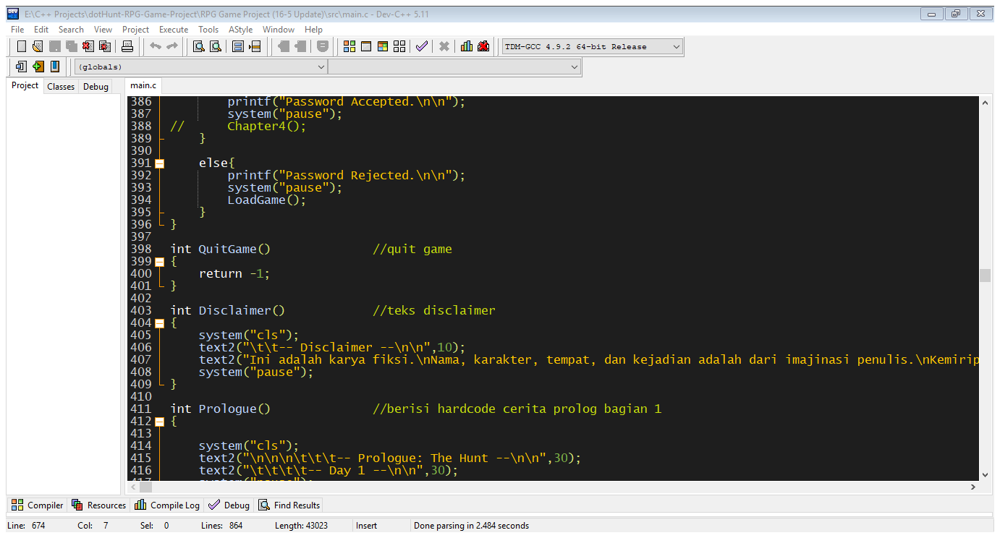 E:\C++ Projects\dotHunt-RPG-Game-Project\RPG Game Project (16-5 Update)\src\main.c - Dev-C++ 5.11
File Edit Search View Project Execute Tools AStyle Window Help
TDM-GCC 4.9.2 64-bit Release
(globals)
Project Classes Debug main.c
386 printf("Password Accepted.\n\n");
387 system("pause");
388 // Chapter4();
389 }
390
391 else{
392 printf("Password Rejected.\n\n");
393 system("pause");
394 LoadGame();
395 }
396 }
397
398 int QuitGame() //quit game
399 {
400 return -1;
401 }
402
403 int Disclaimer() //teks disclaimer
404 {
405 system("cls");
406 text2("\t\t-- Disclaimer --\n\n",10);
407 text2("Ini adalah karya fiksi.\nNama, karakter, tempat, dan kejadian adalah dari imajinasi penulis.\nKemirip
408 system("pause");
409 }
410
411 int Prologue() //berisi hardcode cerita prolog bagian 1
412 {
413
414 system("cls");
415 text2("\n\n\n\t\t\t-- Prologue: The Hunt --\n\n",30);
416 text2("\t\t\t\t-- Day 1 --\n\n",30);
417 system("pause");
Compiler Resources Compile Log Debug Find Results
Line: 674 Col: 7 Sel: 0 Lines: 864 Length: 43023 Insert Done parsing in 2.484 seconds